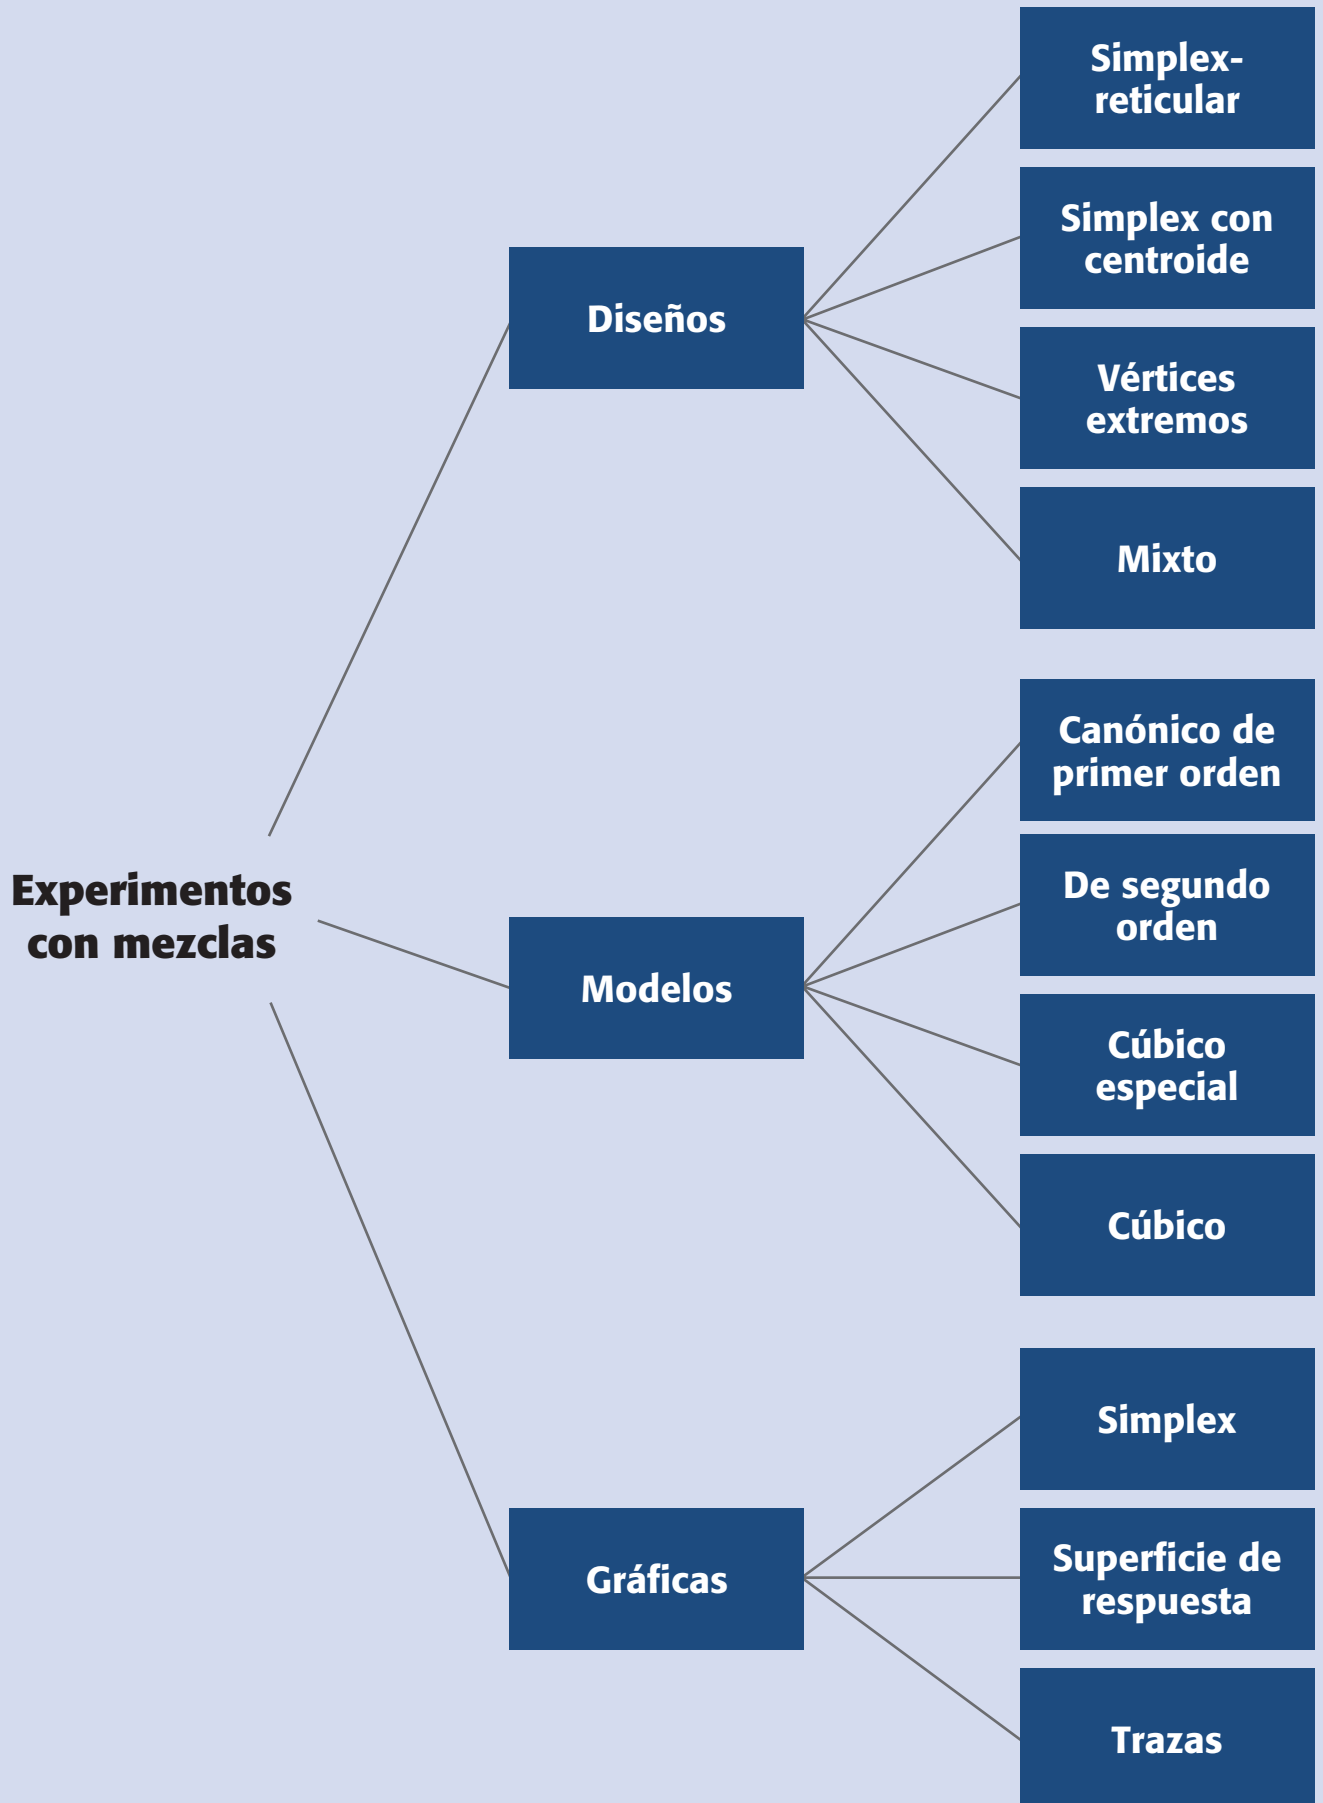 Experimentos
con mezclas
Diseños
Simplex-
reticular
Simplex con
centroide
Vértices
extremos
Mixto
Modelos
Canónico de
primer orden
De segundo
orden
Cúbico
especial
Cúbico
Gráficas
Simplex
Superficie de
respuesta
Trazas